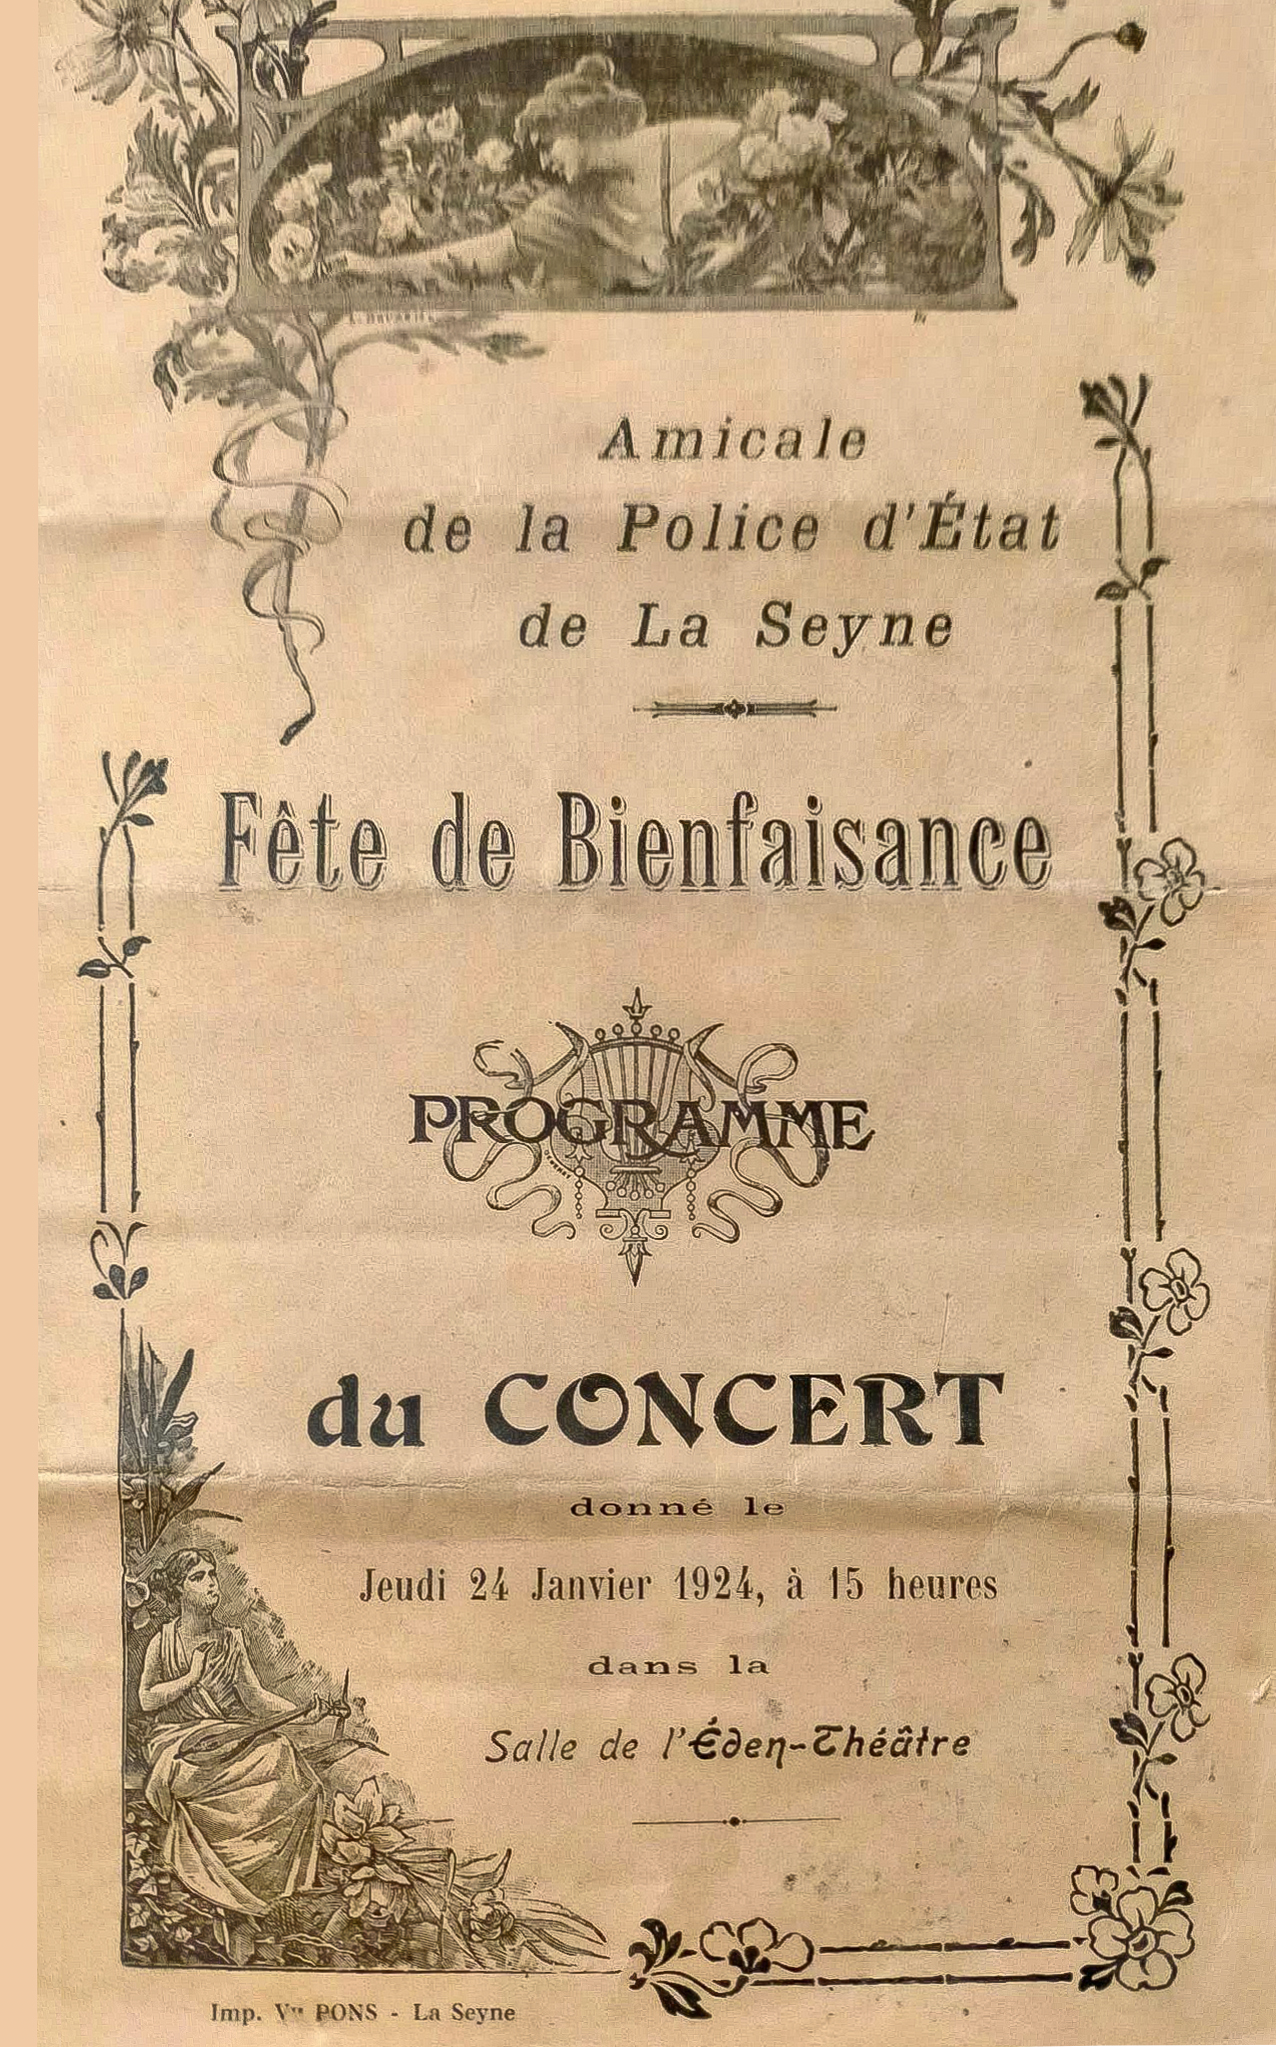 Amicale
de la Police d'État
de La Seyne
Fête de Bienfaisance
PROGRAMME
du CONCERT
donné le
Jeudi 24 Janvier 1924, à 15 heures
dans la
Salle de l'Éden-Théâtre
Imp. Vve PONS - La Seyne